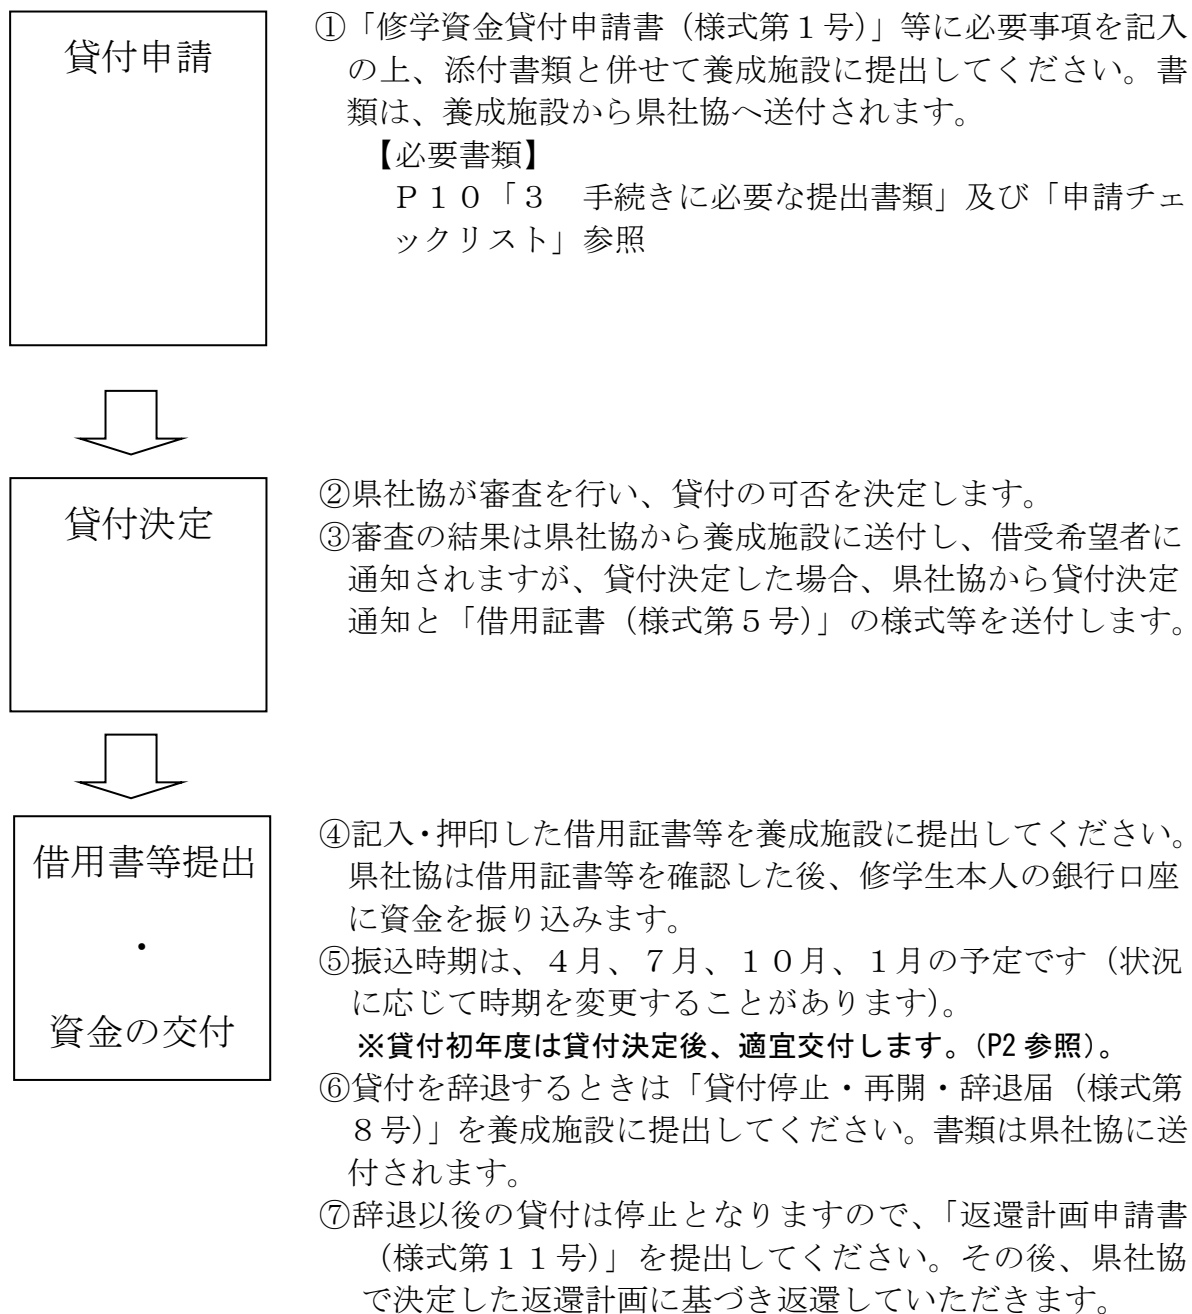 貸付申請
①「修学資金貸付申請書（様式第１号）」等に必要事項を記入
の上、添付書類と併せて養成施設に提出してください。書
類は、養成施設から県社協へ送付されます。
【必要書類】
Ｐ１０「３　手続きに必要な提出書類」及び「申請チェ
ックリスト」参照
貸付決定
②県社協が審査を行い、貸付の可否を決定します。
③審査の結果は県社協から養成施設に送付し、借受希望者に
通知されますが、貸付決定した場合、県社協から貸付決定
通知と「借用証書（様式第５号）」の様式等を送付します。
借用書等提出
・
資金の交付
④記入・押印した借用証書等を養成施設に提出してください。
県社協は借用証書等を確認した後、修学生本人の銀行口座
に資金を振り込みます。
⑤振込時期は、４月、７月、１０月、１月の予定です（状況
に応じて時期を変更することがあります）。
※貸付初年度は貸付決定後、適宜交付します。（P2 参照）。
⑥貸付を辞退するときは「貸付停止・再開・辞退届（様式第
８号）」を養成施設に提出してください。書類は県社協に送
付されます。
⑦辞退以後の貸付は停止となりますので、「返還計画申請書
（様式第１１号）」を提出してください。その後、県社協
で決定した返還計画に基づき返還していただきます。